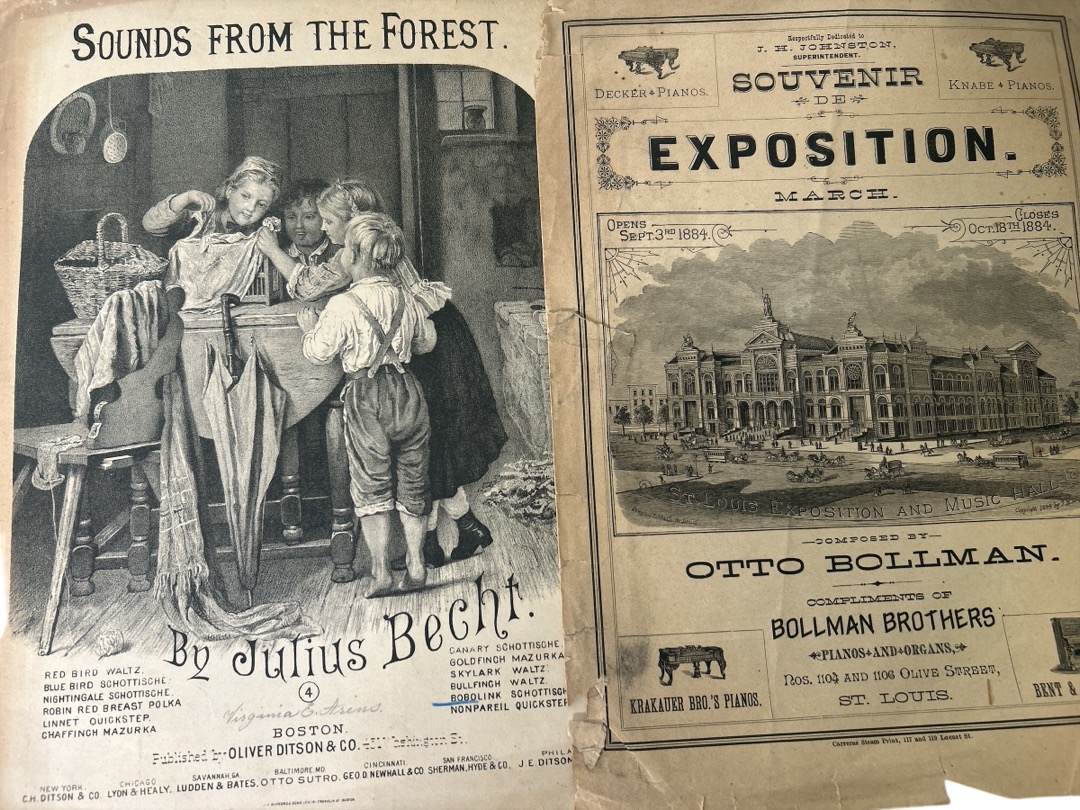 SOUNDS FROM THE FOREST.
By Julius Becht.
RED BIRD WALTZ.
BLUE BIRD SCHOTTISCHE.
NIGHTINGALE SCHOTTISCHE.
ROBIN RED BREAST POLKA
LINNET QUICKSTEP.
CHAFFINCH MAZURKA
CANARY SCHOTTISCHE
GOLDFINCH MAZURKA
SKYLARK WALTZ.
BULLFINCH WALTZ.
BOBOLINK SCHOTTISCH
NONPAREIL QUICKSTEP
4
Virginia E.
BOSTON.
Published by OLIVER DITSON & CO. Washington St.
NEW YORK.
C.H. DITSON & CO.
CHICAGO
LYON & HEALY,
SAVANNAH, GA
LUDDEN & BATES,
BALTIMORE MD.
OTTO SUTRO.
CINCINNATI.
GEO. D. NEWHALL & CO.
SAN FRANCISCO
SHERMAN, HYDE & CO.
PHILA
J. E DITSON
Respectfully Dedicated to
J. H. JOHNSTON,
SUPERINTENDENT.
DECKER PIANOS.
KNABE PIANOS.
SOUVENIR
DE
EXPOSITION.
MARCH.
OPENS
SEPT. 3RD 1884.
CLOSES
OCT. 18TH 1884.
ST. LOUIS EXPOSITION AND MUSIC HALL
COMPOSED BY
OTTO BOLLMAN.
COMPLIMENTS OF
BOLLMAN BROTHERS
PIANOS AND ORGANS,
NOS. 1104 AND 1106 OLIVE STREET,
ST. LOUIS.
KRAKAUER BRO.'S PIANOS.
BENT &
Carreras Steam Print, 117 and 119 Locust St.